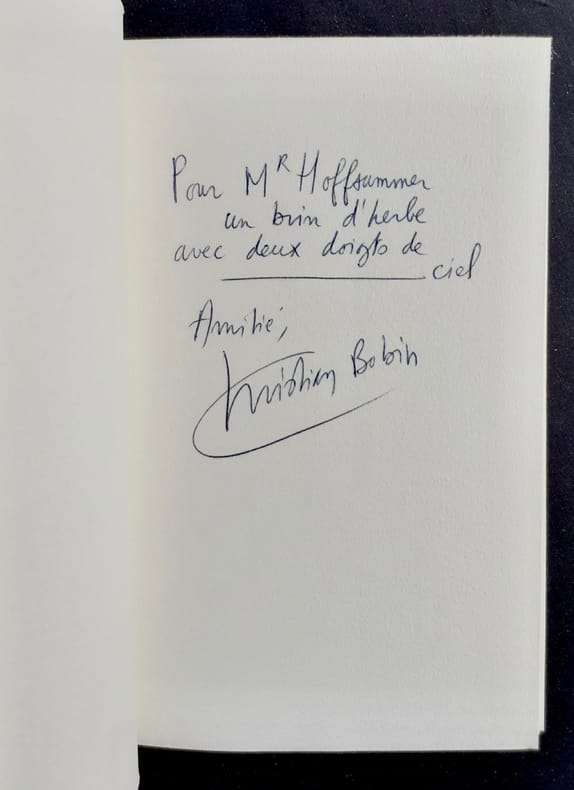 Pour Mr Hoffsummer
un brin d'herbe
avec deux doigts de
ciel
Amitié,
Christian Bobin